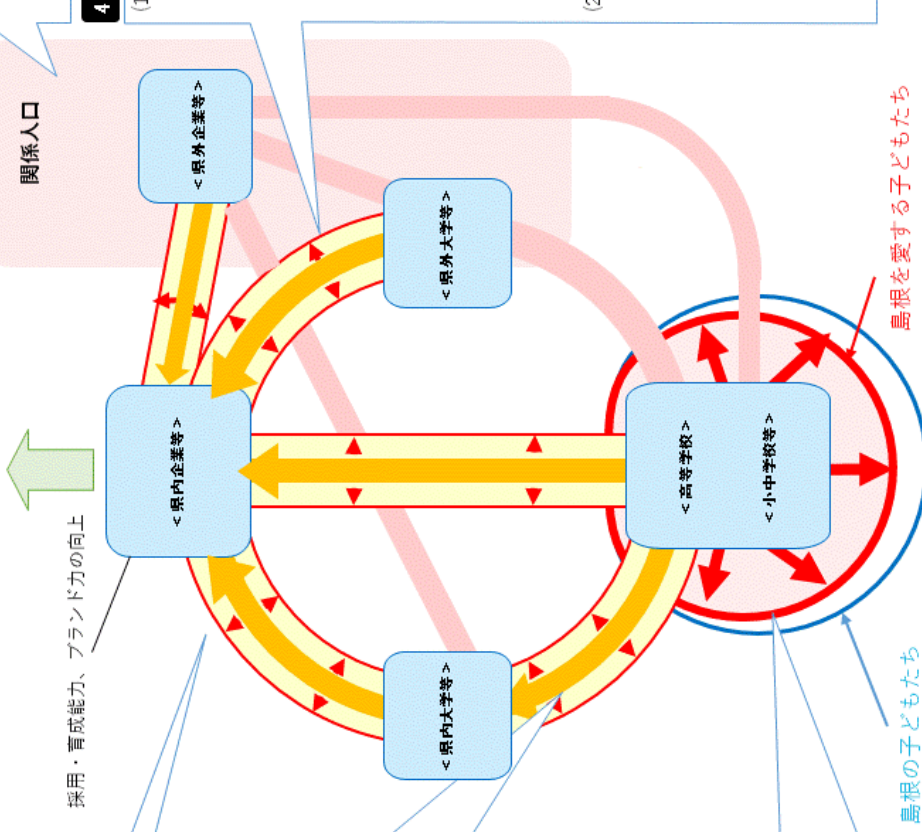 4
(1
(2
関係人口
＜県外企業等＞
＜県外大学等＞
＜県内企業等＞
採用・育成能力、ブランド力の向上
＜県内大学等＞
＜高等学校＞
＜小中学校等＞
島根を愛する子どもたち
島根の子どもたち